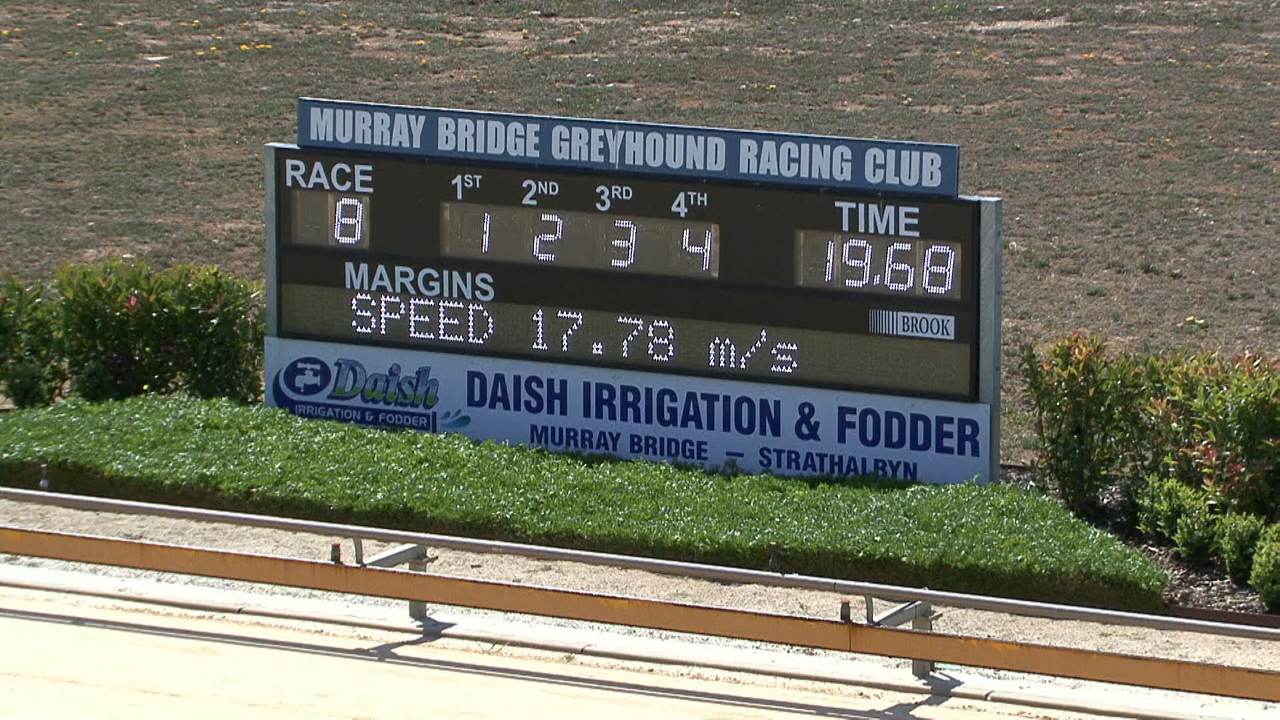 MURRAY BRIDGE GREYHOUND RACING CLUB
RACE 1ST 2ND 3RD 4TH TIME
8 1 2 3 4 19.68
MARGINS
SPEED 17.78 m/s
BROOK
Daish
IRRIGATION & FODDER
DAISH IRRIGATION & FODDER
MURRAY BRIDGE — STRATHALBYN